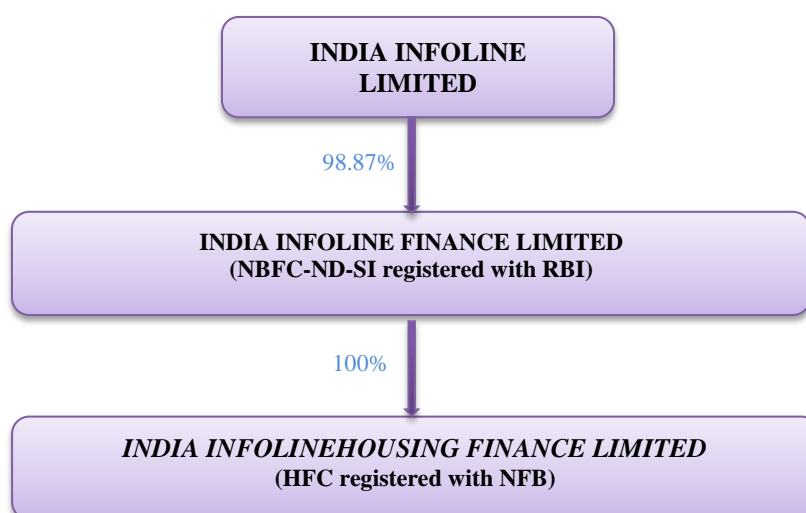 INDIA INFOLINE
LIMITED
98.87%
INDIA INFOLINE FINANCE LIMITED
(NBFC-ND-SI registered with RBI)
100%
INDIA INFOLINEHOUSING FINANCE LIMITED
(HFC registered with NFB)